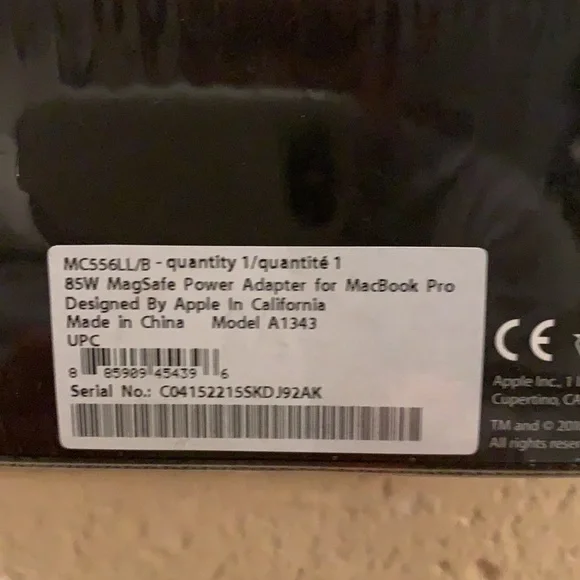 MC556LL/B - quantity 1/quantité 1
85W MagSafe Power Adapter for MacBook Pro
Designed By Apple In California
Made in China Model A1343
UPC
8 85909 45439 6
Serial No.: C04152215SKDJ92AK
CE
Apple Inc., 1
Cupertino, CA
TM and ©
All rights